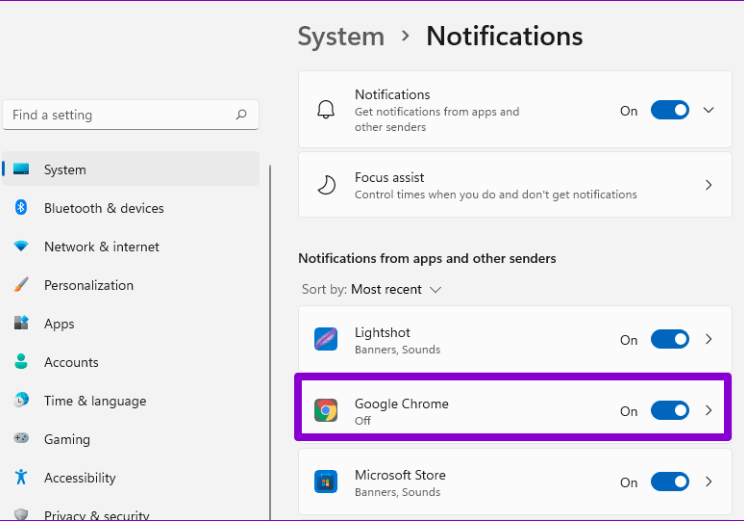 System > Notifications
Find a setting
System
Bluetooth & devices
Network & internet
Personalization
Apps
Accounts
Time & language
Gaming
Accessibility
Privacy & security
Notifications
Get notifications from apps and
other senders
On
Focus assist
Control times when you do and don't get notifications
Notifications from apps and other senders
Sort by: Most recent
Lightshot
Banners, Sounds
On
Google Chrome
Off
On
Microsoft Store
Banners, Sounds
On